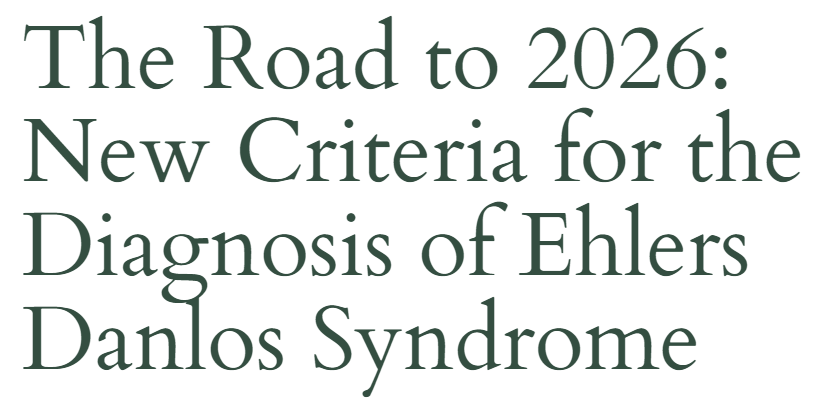 The Road to 2026:
New Criteria for the
Diagnosis of Ehlers
Danlos Syndrome